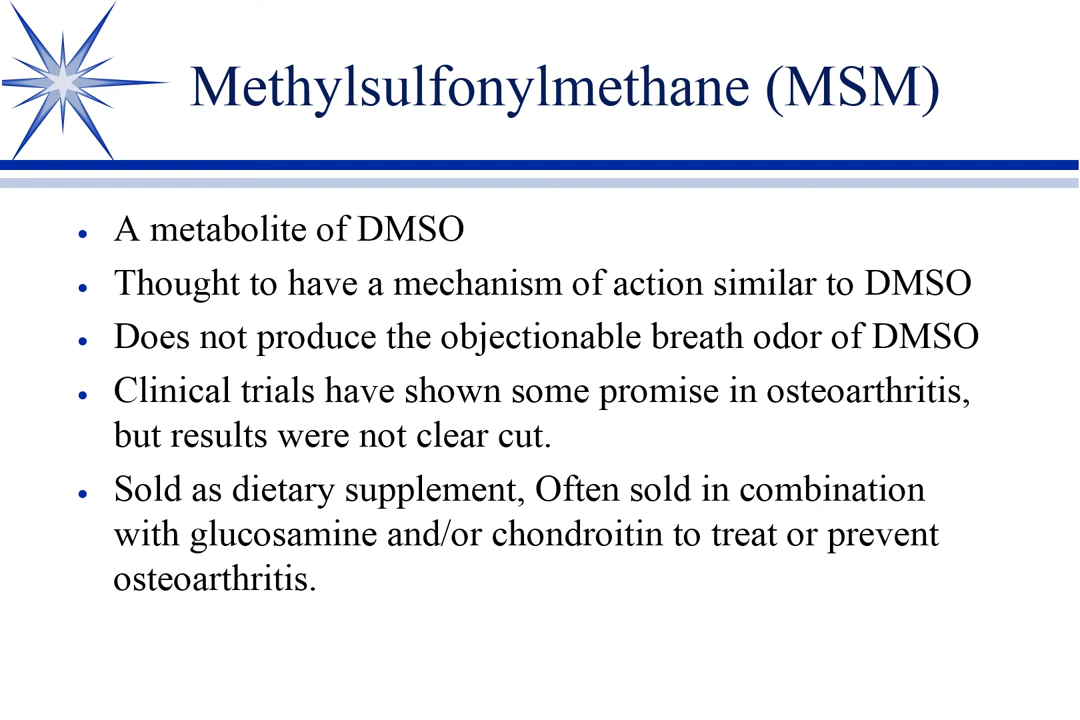 Methylsulfonylmethane (MSM)
• A metabolite of DMSO
• Thought to have a mechanism of action similar to DMSO
• Does not produce the objectionable breath odor of DMSO
• Clinical trials have shown some promise in osteoarthritis,
but results were not clear cut.
• Sold as dietary supplement, Often sold in combination
with glucosamine and/or chondroitin to treat or prevent
osteoarthritis.